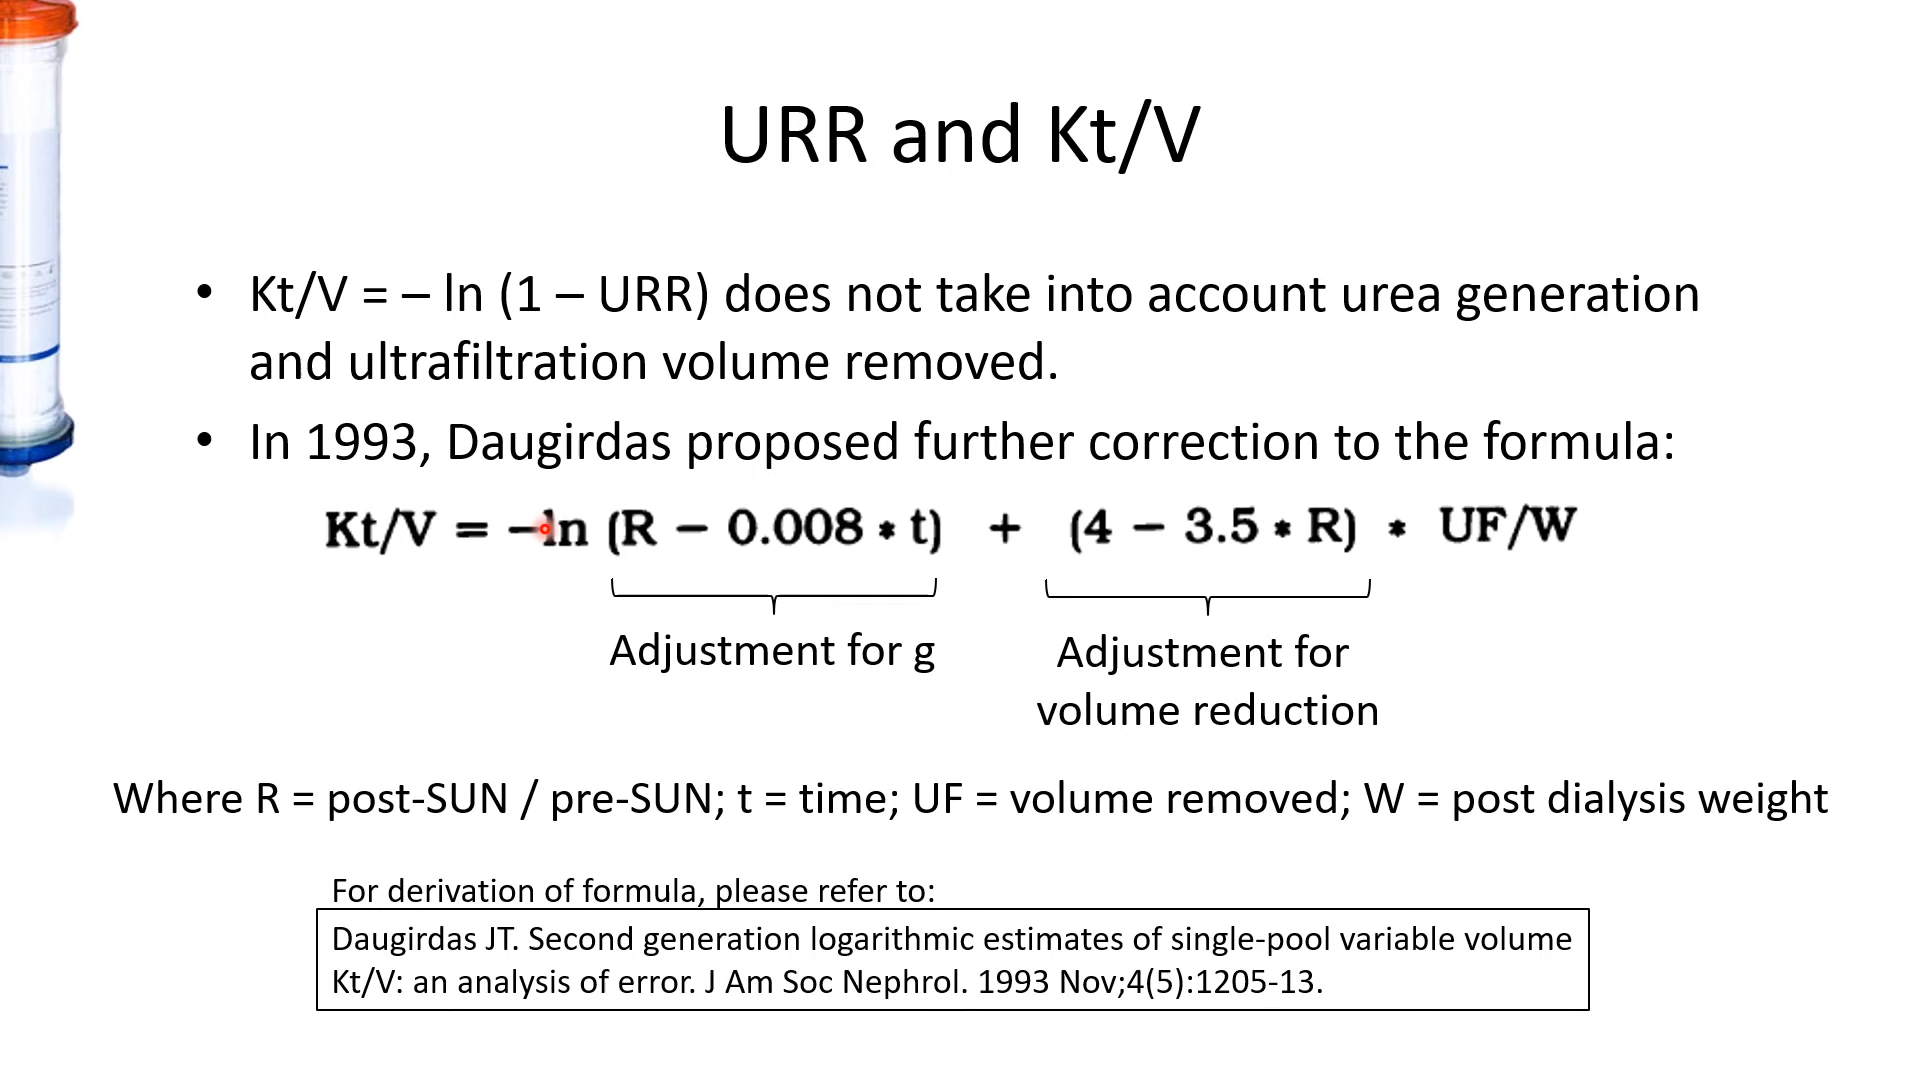 URR and Kt/V
• Kt/V = – ln (1 – URR) does not take into account urea generation
and ultrafiltration volume removed.
• In 1993, Daugirdas proposed further correction to the formula:
Kt/V = –ln (R – 0.008 * t) + (4 – 3.5 * R) * UF/W
Adjustment for g
Adjustment for
volume reduction
Where R = post-SUN / pre-SUN; t = time; UF = volume removed; W = post dialysis weight
For derivation of formula, please refer to:
Daugirdas JT. Second generation logarithmic estimates of single-pool variable volume
Kt/V: an analysis of error. J Am Soc Nephrol. 1993 Nov;4(5):1205-13.